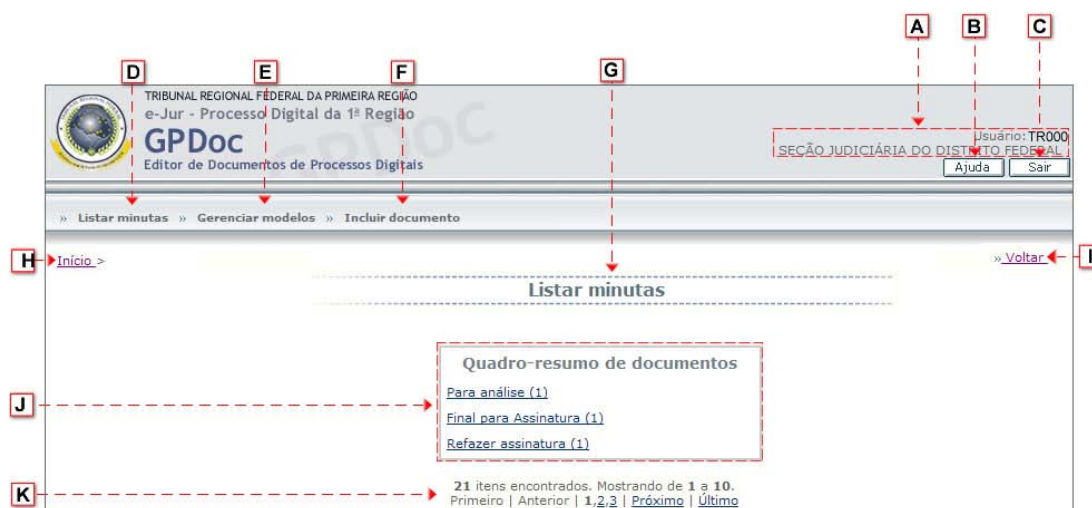 A B C
D E F G
TRIBUNAL REGIONAL FEDERAL DA PRIMEIRA REGIÃO
e-Jur - Processo Digital da 1ª Região
GPDoc
Editor de Documentos de Processos Digitais
GPDoc
Usuário: TR000
SEÇÃO JUDICIÁRIA DO DISTRITO FEDERAL
Ajuda Sair
» Listar minutas » Gerenciar modelos » Incluir documento
H Início > » Voltar I
Listar minutas
Quadro-resumo de documentos
Para análise (1)
J
Final para Assinatura (1)
Refazer assinatura (1)
21 itens encontrados. Mostrando de 1 a 10.
K
Primeiro | Anterior | 1,2,3 | Próximo | Último